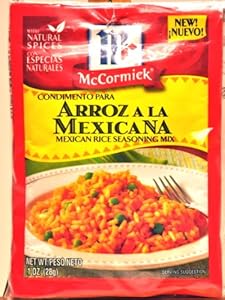 WITH
NATURAL
SPICES
CON
ESPECIAS
NATURALES
NEW!
¡NUEVO!
Mc
McCormick®
CONDIMENTO PARA
ARROZ A LA
MEXICANA
MEXICAN RICE SEASONING MIX
SERVING SUGGESTION
NET WT PESO NETO
1 OZ (28g)